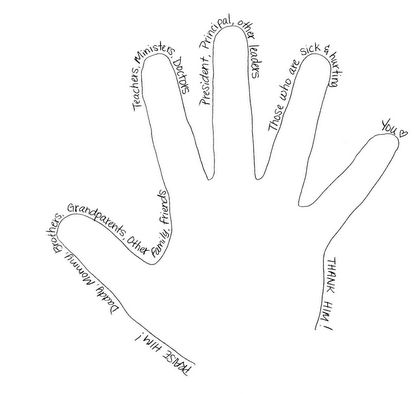 PRAISE HIM!
Daddy, Mommy, Brothers, Grandparents, Other family, friends
Teachers, Ministers, Doctors
President, Principal, other leaders
Those who are sick & hurting
You ♡
THANK HIM!